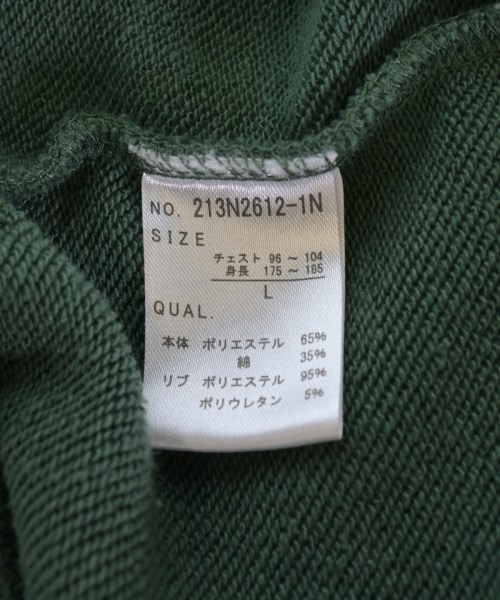 NO. 213N2612-1N
SIZE
チェスト 96～104
身長 175～185
L
QUAL.
本体 ポリエステル 65%
綿 35%
リブ ポリエステル 95%
ポリウレタン 5%